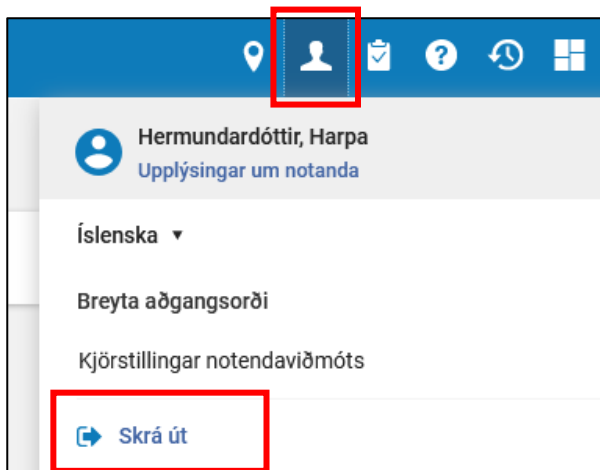 Hermundardóttir, Harpa
Upplýsingar um notanda
Íslenska
Breyta aðgangsorði
Kjörstillingar notendaviðmóts
Skrá út